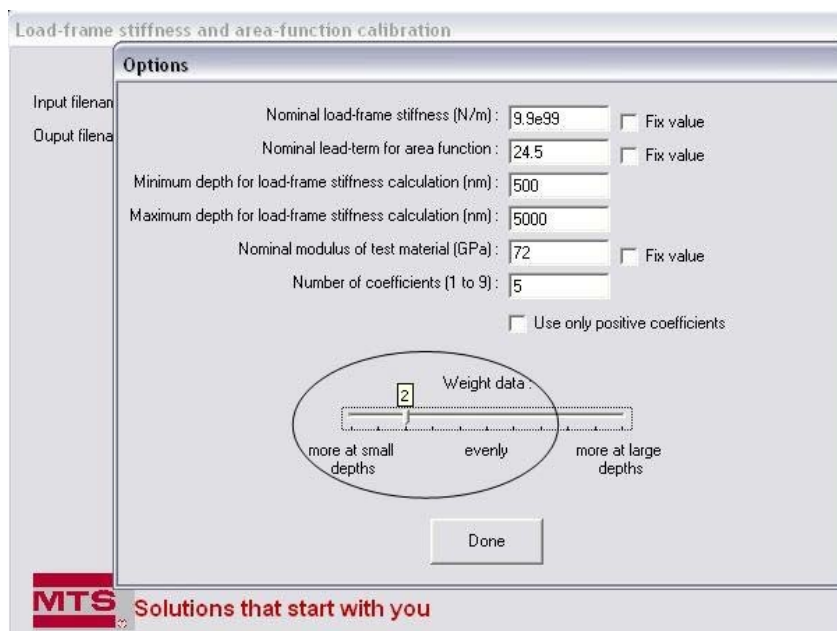 Load-frame stiffness and area-function calibration
Options
Input filenam
Ouput filena
Nominal load-frame stiffness (N/m) : 9.9e99 Fix value
Nominal lead-term for area function : 24.5 Fix value
Minimum depth for load-frame stiffness calculation (nm) : 500
Maximum depth for load-frame stiffness calculation (nm) : 5000
Nominal modulus of test material (GPa) : 72 Fix value
Number of coefficients (1 to 9) : 5
Use only positive coefficients
Weight data :
2
more at small depths evenly more at large depths
Done
MTS ® Solutions that start with you